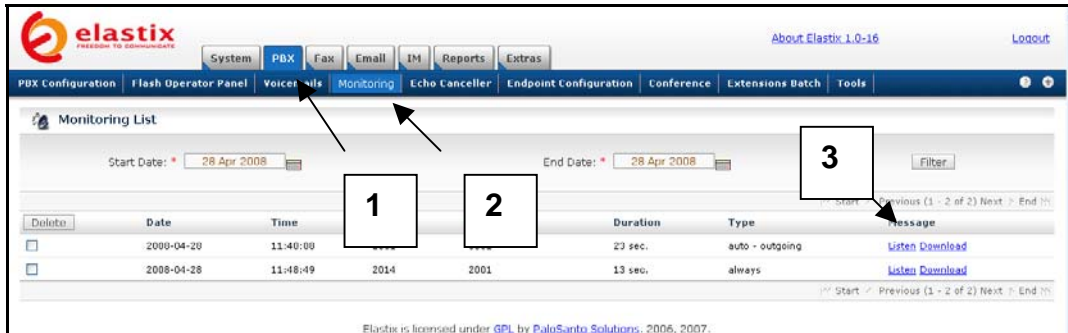 elastix
FREEDOM TO COMMUNICATE
About Elastix 1.0-16
Logout
System PBX Fax Email IM Reports Extras
PBX Configuration Flash Operator Panel Monitoring Echo Canceller Endpoint Configuration Conference Extensions Batch Tools
Monitoring List
Start Date: * 28 Apr 2008 End Date: * 28 Apr 2008 Filter
1
2
3
Start Previous (1 - 2 of 2) Next End
Delete Date Time Duration Type Message
2008-04-28 11:40:08 23 sec. auto - outgoing Listen Download
2008-04-28 11:48:49 2014 2001 13 sec. always Listen Download
Start Previous (1 - 2 of 2) Next End
Elastix is licensed under GPL by PaloSanto Solutions. 2006, 2007.